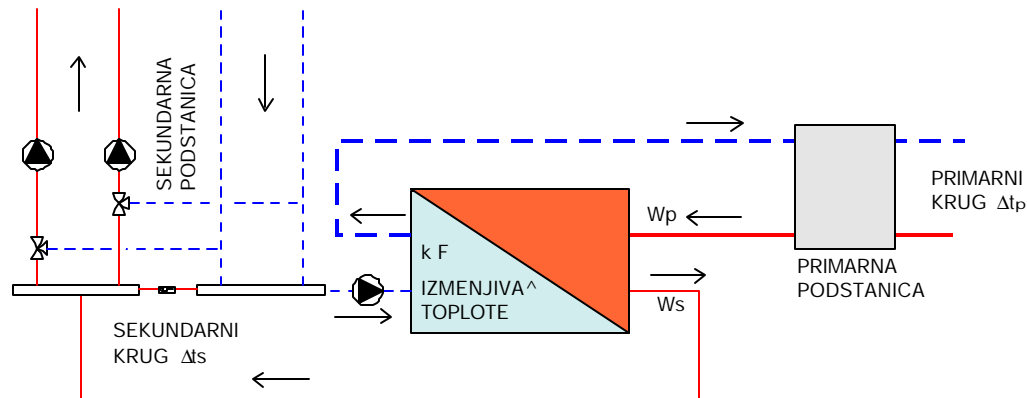 SEKUNDARNA
PODSTANICA
SEKUNDARNI
KRUG Δts
k F
IZMENJIVA^
TOPLOTE
Wp
Ws
PRIMARNA
PODSTANICA
PRIMARNI
KRUG Δtp